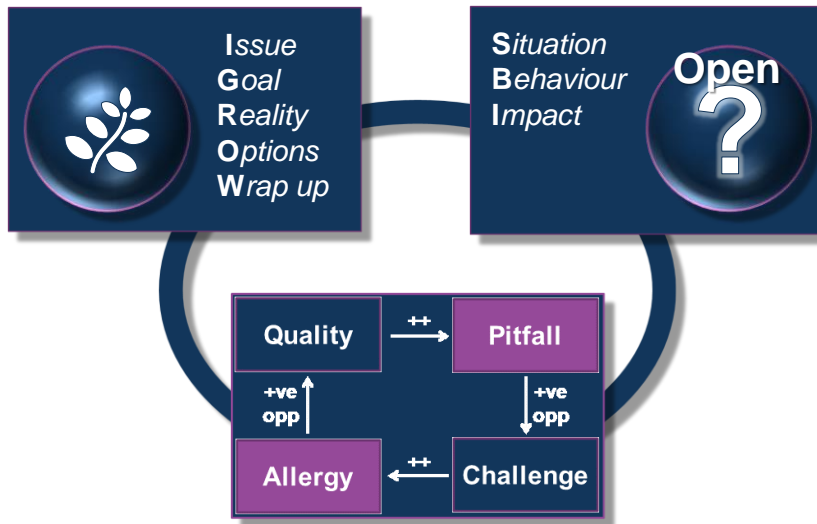 Issue
Goal
Reality
Options
Wrap up
Situation
Behaviour
Impact
Open
?
Quality
++
Pitfall
+ve
opp
+ve
opp
Allergy
++
Challenge